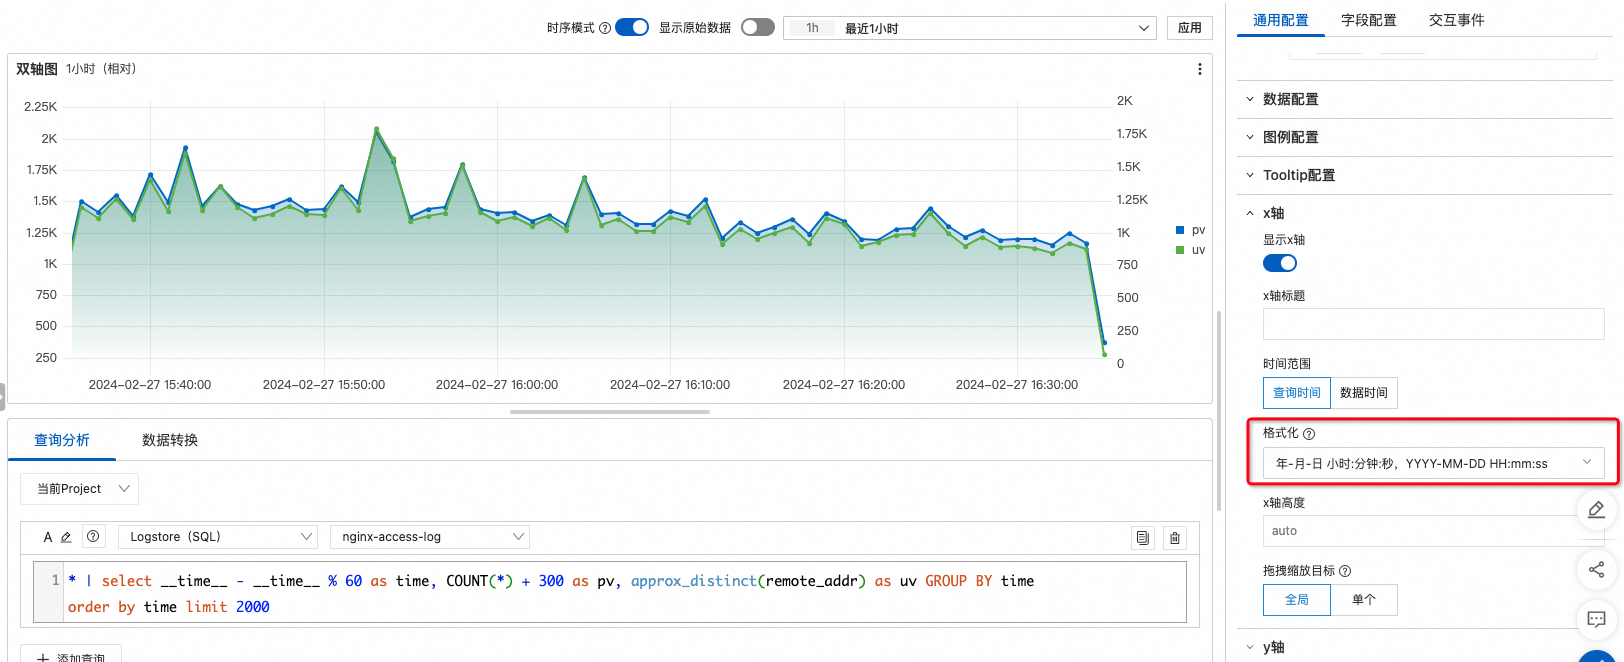 时序模式
显示原始数据
1h 最近1小时
应用
通用配置 字段配置 交互事件
双轴图 1小时（相对）
2.25K
2K
1.75K
1.5K
1.25K
1K
750
500
250
2K
1.75K
1.5K
1.25K
1K
750
500
250
0
2024-02-27 15:40:00 2024-02-27 15:50:00 2024-02-27 16:00:00 2024-02-27 16:10:00 2024-02-27 16:20:00 2024-02-27 16:30:00
pv
uv
查询分析 数据转换
当前Project
A Logstore（SQL） nginx-access-log
1 * | select __time__ - __time__ % 60 as time, COUNT(*) + 300 as pv, approx_distinct(remote_addr) as uv GROUP BY time
order by time limit 2000
添加查询
数据配置
图例配置
Tooltip配置
x轴
显示x轴
x轴标题
时间范围
查询时间 数据时间
格式化
年-月-日 小时:分钟:秒，YYYY-MM-DD HH:mm:ss
x轴高度
auto
拖拽缩放目标
全局 单个
y轴